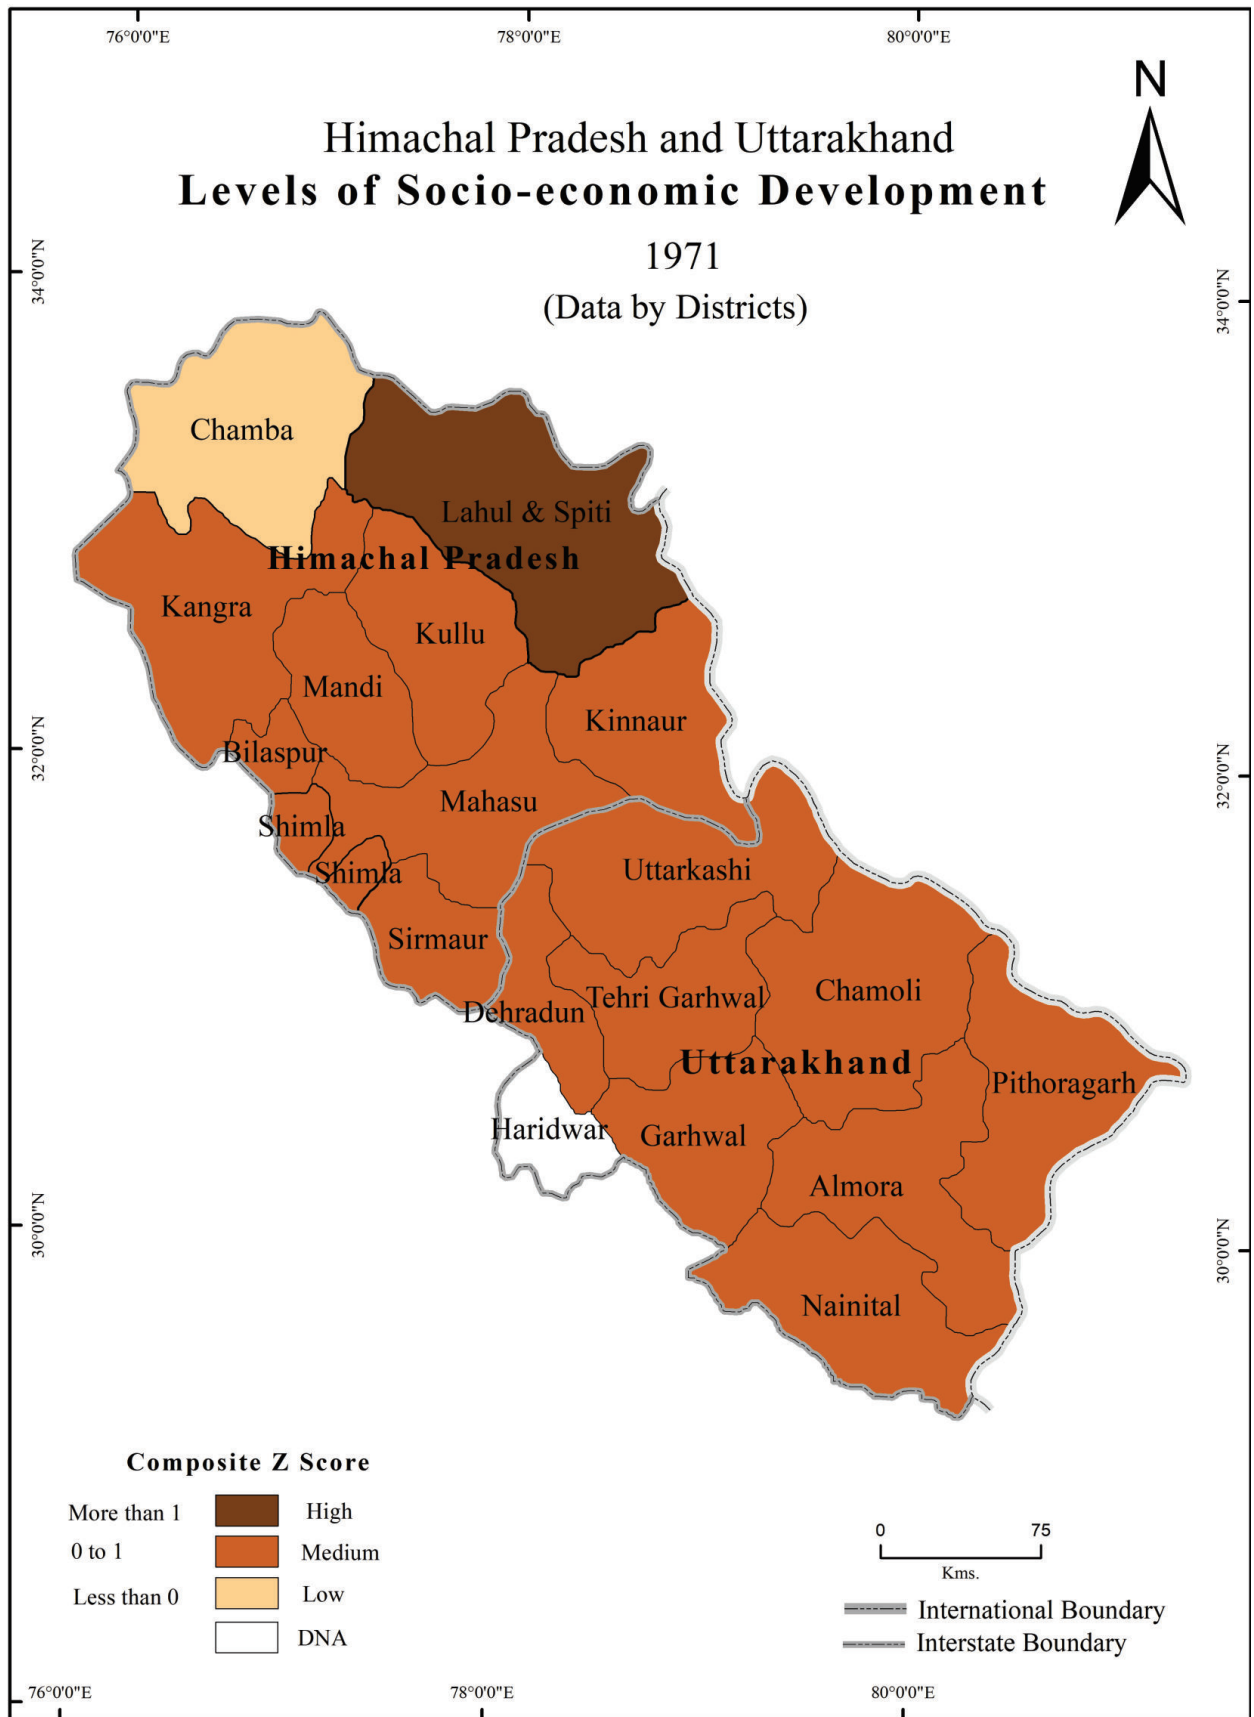 76°0'0"E 78°0'0"E 80°0'0"E
N
Himachal Pradesh and Uttarakhand
Levels of Socio-economic Development
1971
(Data by Districts)
34°0'0"N
34°0'0"N
Chamba
Lahul & Spiti
Himachal Pradesh
Kangra
Kullu
Mandi
Kinnaur
Bilaspur
32°0'0"N
32°0'0"N
Mahasu
Shimla
Shimla
Uttarkashi
Sirmaur
Chamoli
Tehri Garhwal
Dehradun
Uttarakhand
Pithoragarh
Haridwar
Garhwal
Almora
30°0'0"N
30°0'0"N
Nainital
Composite Z Score
More than 1 High
0 to 1 Medium
Less than 0 Low
DNA
0 75
Kms.
International Boundary
Interstate Boundary
76°0'0"E 78°0'0"E 80°0'0"E